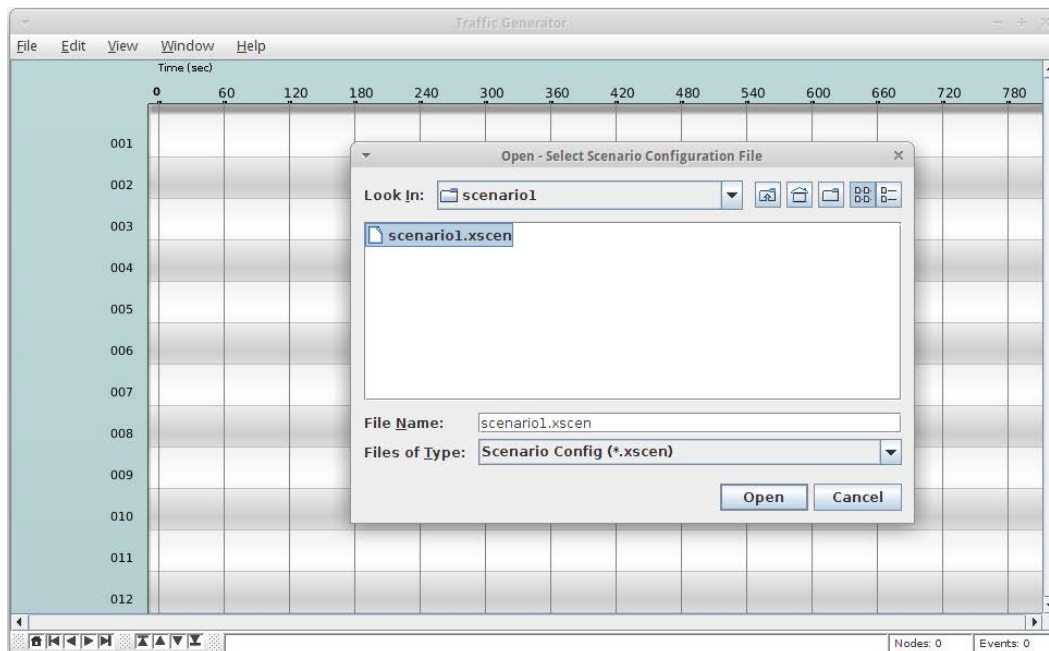 Traffic Generator
File Edit View Window Help
Time (sec)
0 60 120 180 240 300 360 420 480 540 600 660 720 780
001
002
003
004
005
006
007
008
009
010
011
012
Open - Select Scenario Configuration File
Look In: scenario1
scenario1.xscen
File Name: scenario1.xscen
Files of Type: Scenario Config (*.xscen)
Open Cancel
Nodes: 0 Events: 0